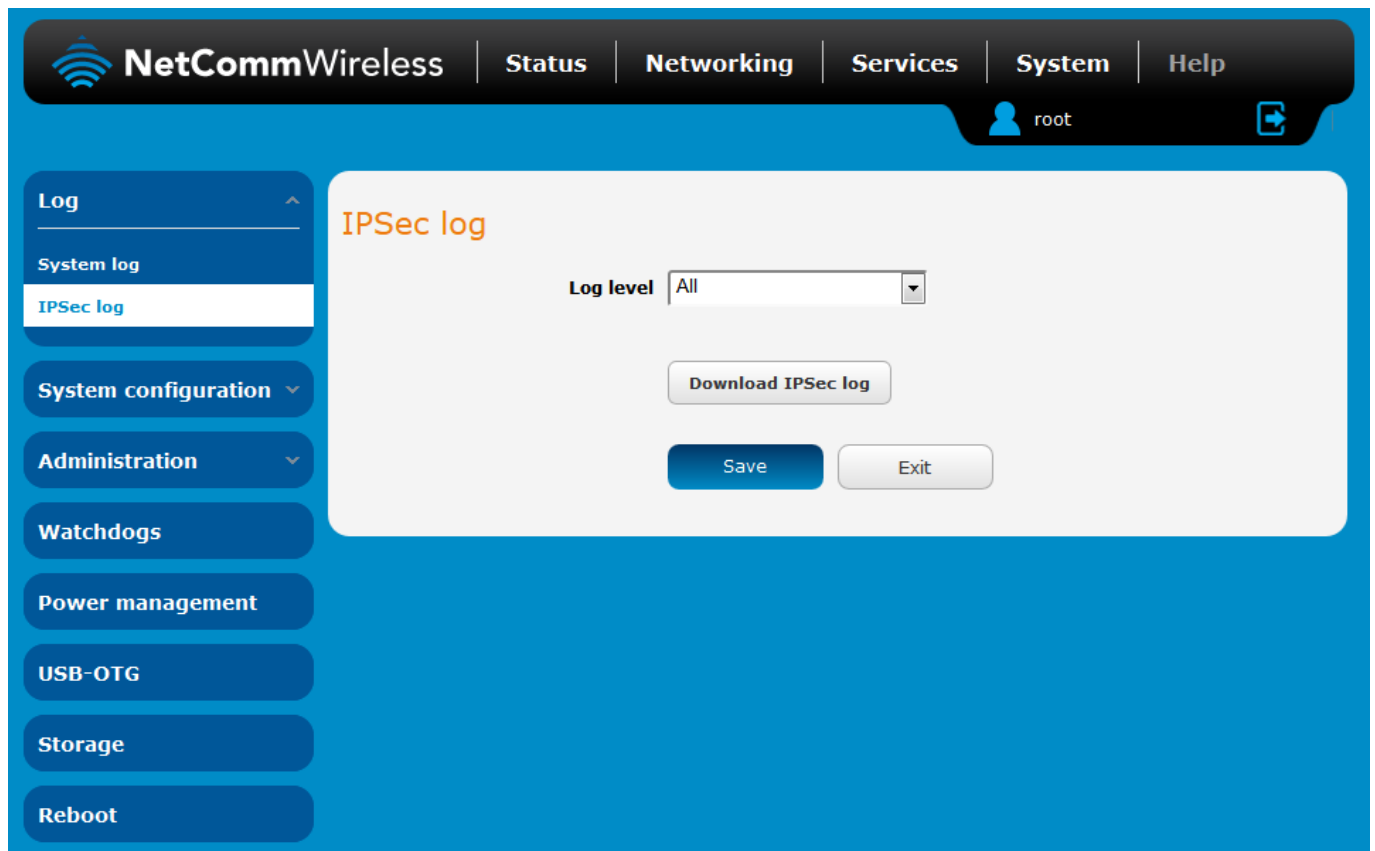 NetCommWireless Status Networking Services System Help
root
Log
System log
IPSec log
System configuration
Administration
Watchdogs
Power management
USB-OTG
Storage
Reboot
IPSec log
Log level All
Download IPSec log
Save Exit